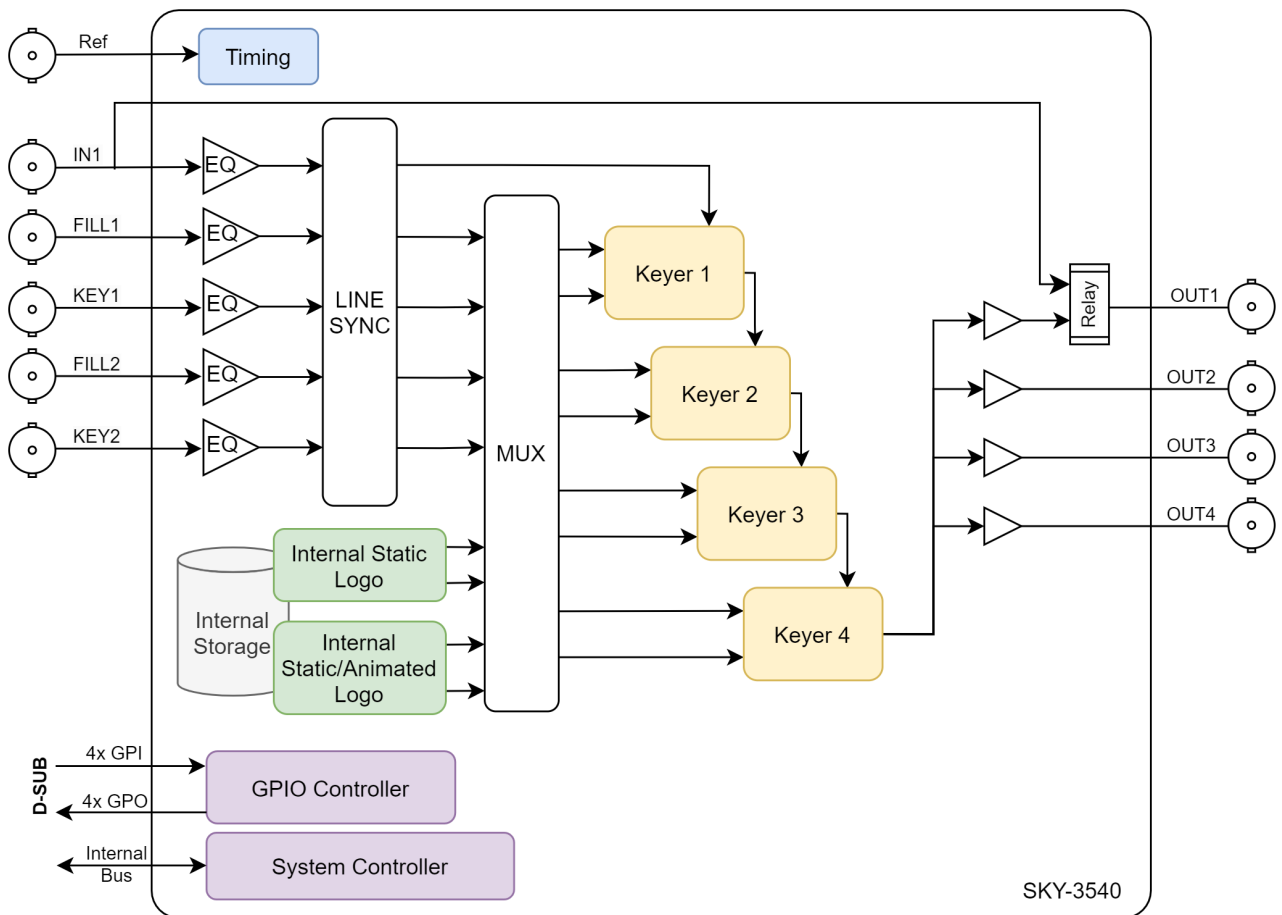 Ref
Timing
IN1
EQ
FILL1
EQ
KEY1
EQ
FILL2
EQ
KEY2
EQ
LINE
SYNC
MUX
Keyer 1
Keyer 2
Keyer 3
Keyer 4
Relay
OUT1
OUT2
OUT3
OUT4
Internal
Storage
Internal Static
Logo
Internal
Static/Animated
Logo
D-SUB
4x GPI
4x GPO
GPIO Controller
Internal
Bus
System Controller
SKY-3540